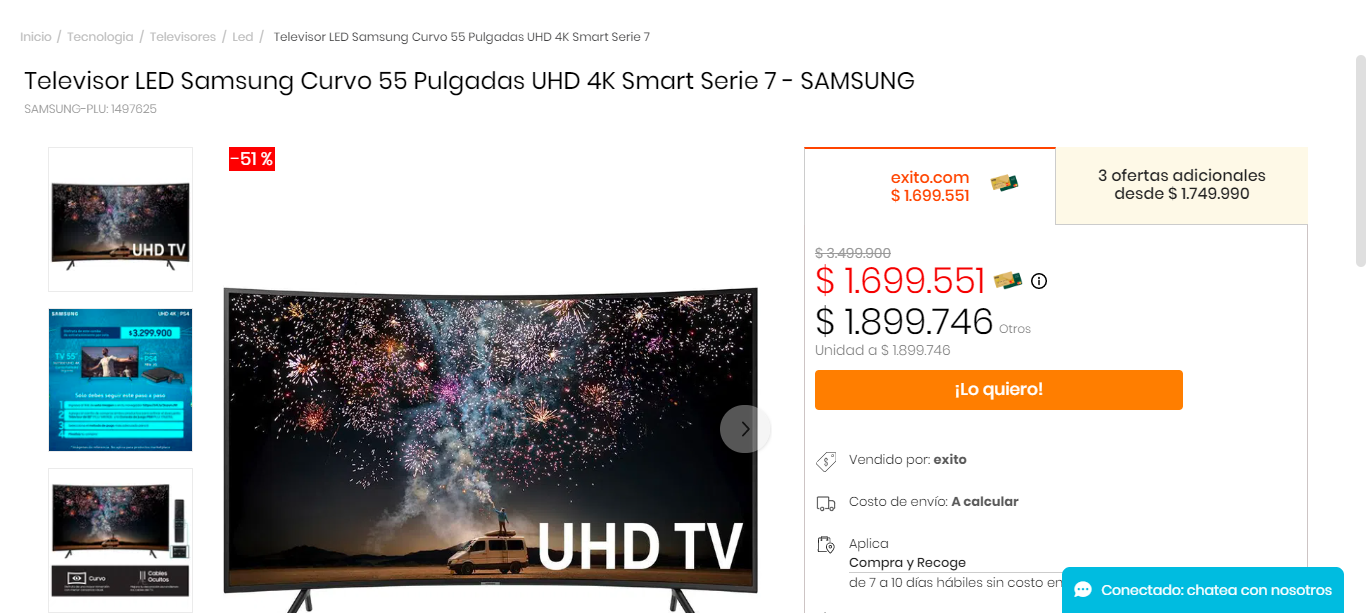 Inicio / Tecnologia / Televisores / Led / Televisor LED Samsung Curvo 55 Pulgadas UHD 4K Smart Serie 7
Televisor LED Samsung Curvo 55 Pulgadas UHD 4K Smart Serie 7 - SAMSUNG
SAMSUNG-PLU: 1497625
-51 %
UHD TV
SAMSUNG
UHD 4K | PS4
$3.299.900
TV 55"
PS4
Solo debes seguir este paso a paso
Curvo
Cables
Ocultos
UHD TV
exito.com
$ 1.699.551
3 ofertas adicionales
desde $ 1.749.990
$ 3.499.900
$ 1.699.551
$ 1.899.746 Otros
Unidad a $ 1.899.746
¡Lo quiero!
Vendido por: exito
Costo de envío: A calcular
Aplica
Compra y Recoge
de 7 a 10 días hábiles sin costo en
Conectado: chatea con nosotros